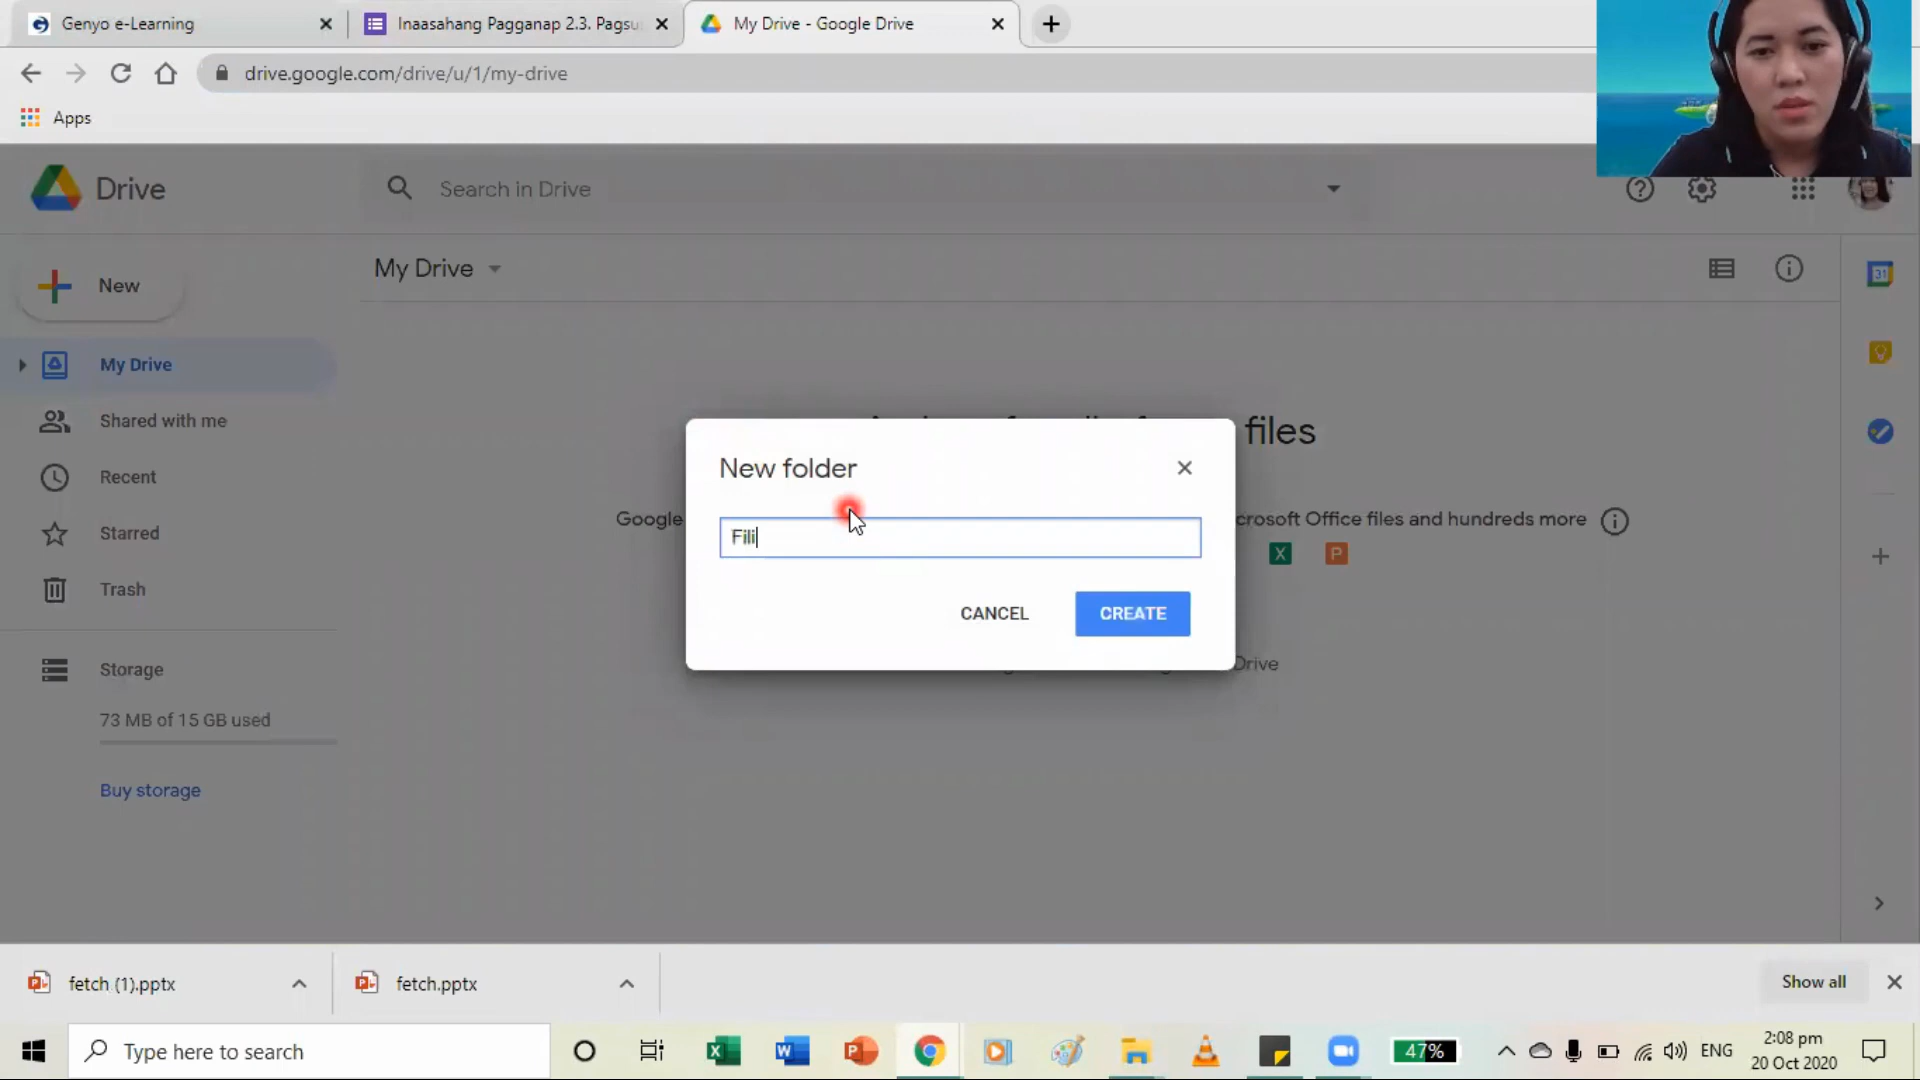 Genyo e-Learning
Inaasahang Pagganap 2.3. Pagsu
My Drive - Google Drive
drive.google.com/drive/u/1/my-drive
Apps
Drive
Search in Drive
New
My Drive
31
My Drive
Shared with me
Recent
Starred
Trash
Storage
73 MB of 15 GB used
Buy storage
files
Google
crosoft Office files and hundreds more
X
P
Drive
New folder
Fili
CANCEL
CREATE
fetch (1).pptx
fetch.pptx
Show all
Type here to search
47%
ENG
2:08 pm
20 Oct 2020